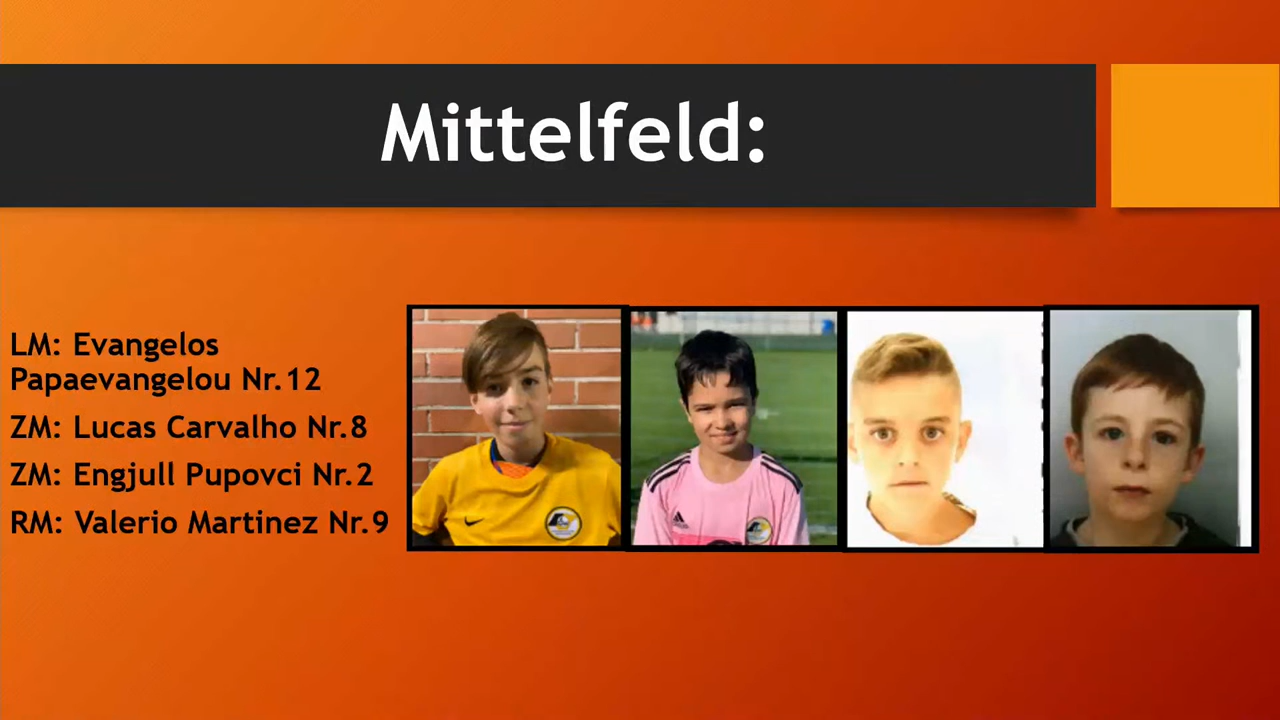 Mittelfeld:
LM: Evangelos
Papaevangelou Nr.12
ZM: Lucas Carvalho Nr.8
ZM: Engjull Pupovci Nr.2
RM: Valerio Martinez Nr.9